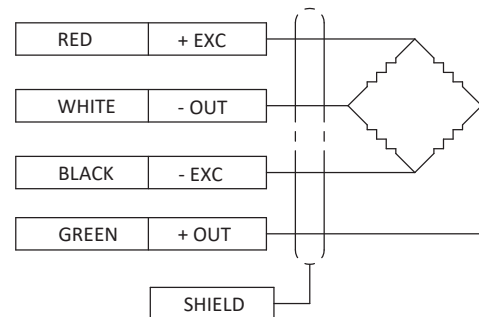 RED + EXC
WHITE - OUT
BLACK - EXC
GREEN + OUT
SHIELD